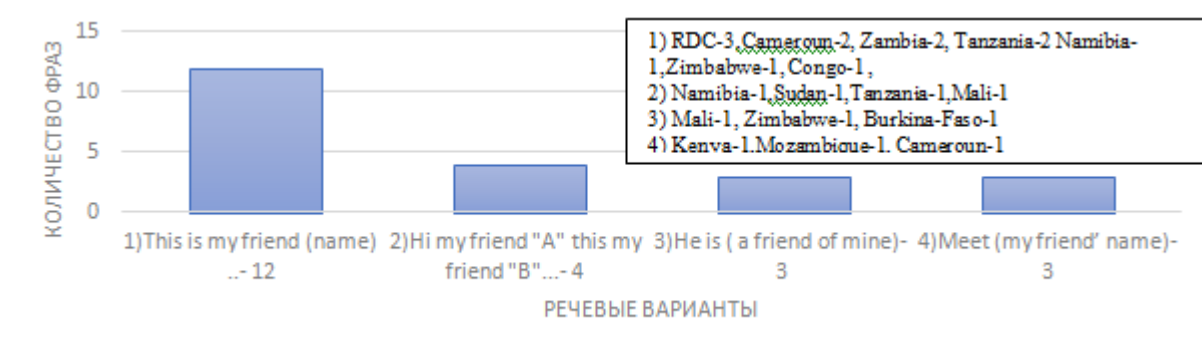 КОЛИЧЕСТВО ФРАЗ
15
10
5
0
1) RDC-3,Cameroun-2, Zambia-2, Tanzania-2 Namibia-
1,Zimbabwe-1, Congo-1,
2) Namibia-1,Sudan-1,Tanzania-1,Mali-1
3) Mali-1, Zimbabwe-1, Burkina-Faso-1
4) Kenya-1,Mozambique-1, Cameroun-1
1)This is my friend (name)
..- 12
2)Hi my friend "A" this my
friend "B"...- 4
3)He is ( a friend of mine)-
3
4)Meet (my friend’ name)-
3
РЕЧЕВЫЕ ВАРИАНТЫ